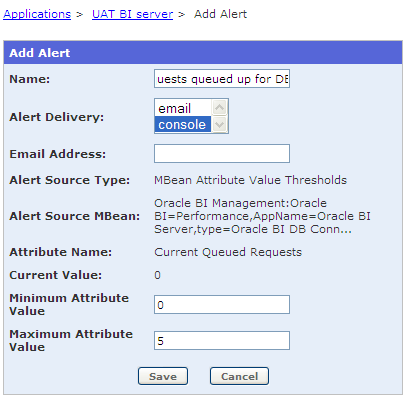 Applications > UAT BI server > Add Alert
Add Alert
Name: uests queued up for DB
Alert Delivery: email
console
Email Address:
Alert Source Type: MBean Attribute Value Thresholds
Alert Source MBean: Oracle BI Management:Oracle
BI=Performance,AppName=Oracle BI
Server,type=Oracle BI DB Conn...
Attribute Name: Current Queued Requests
Current Value: 0
Minimum Attribute
Value 0
Maximum Attribute
Value 5
Save Cancel